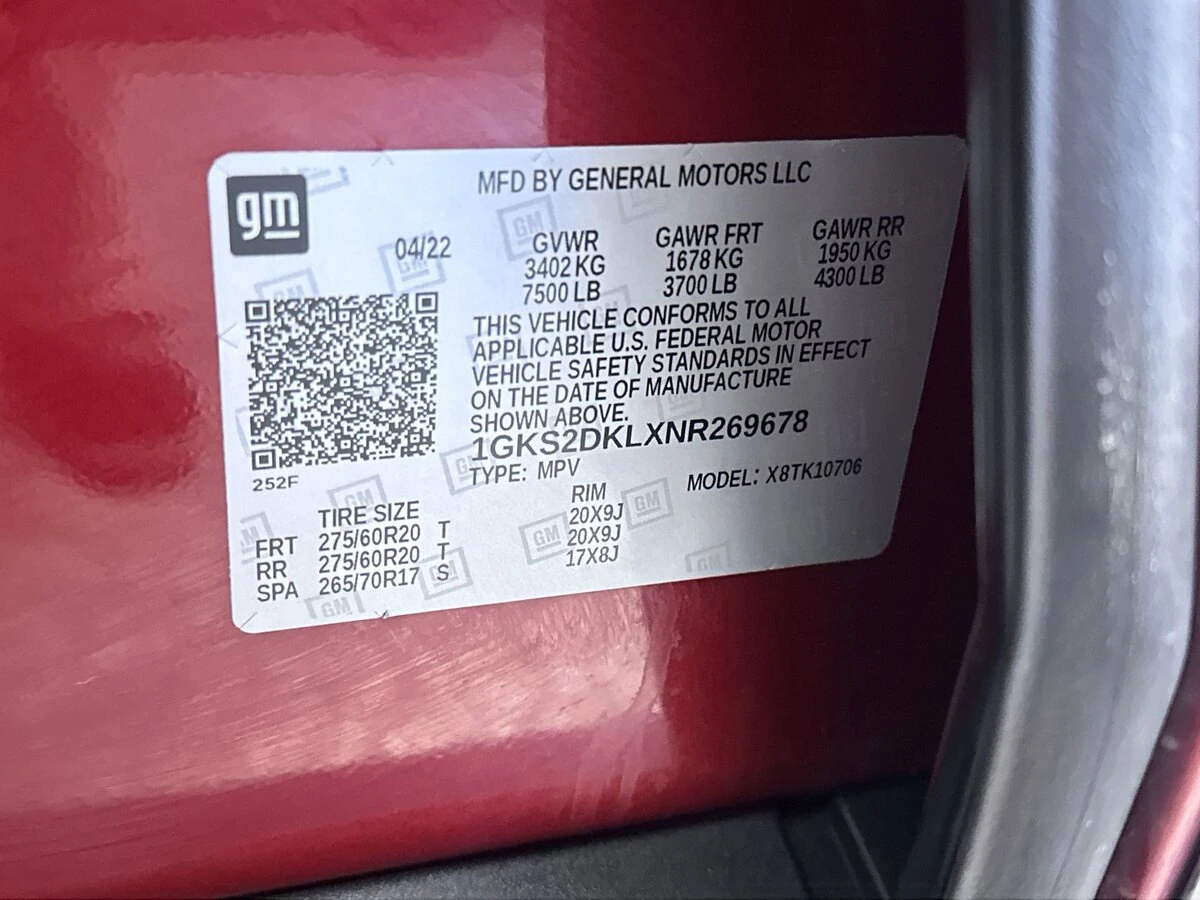 gm
MFD BY GENERAL MOTORS LLC
04/22
GVWR GAWR FRT GAWR RR
3402 KG 1678 KG 1950 KG
7500 LB 3700 LB 4300 LB
THIS VEHICLE CONFORMS TO ALL
APPLICABLE U.S. FEDERAL MOTOR
VEHICLE SAFETY STANDARDS IN EFFECT
ON THE DATE OF MANUFACTURE
SHOWN ABOVE.
1GKS2DKLXNR269678
252F
TYPE: MPV MODEL: X8TK10706
TIRE SIZE RIM
FRT 275/60R20 T 20X9J
RR 275/60R20 T 20X9J
SPA 265/70R17 S 17X8J